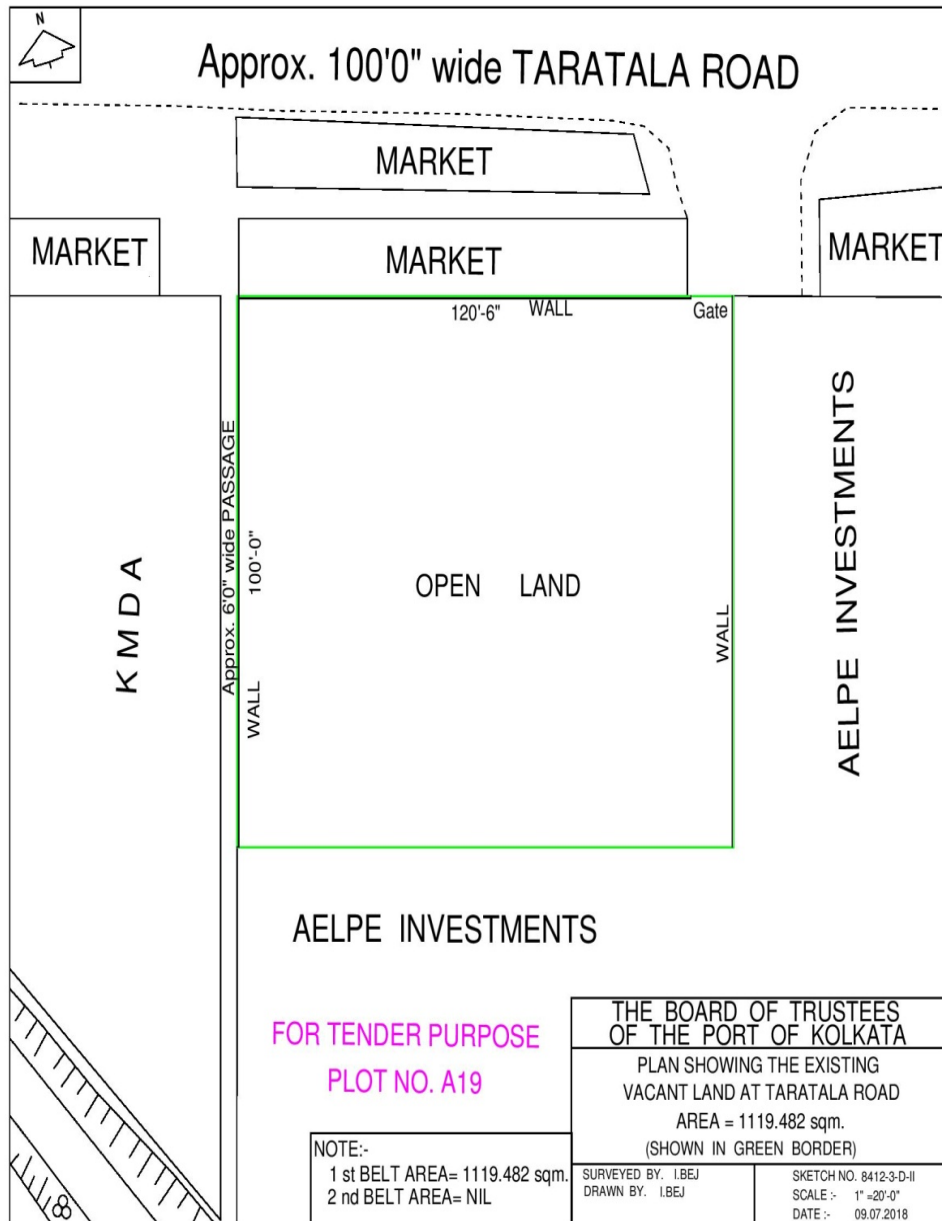 N
Approx. 100'0" wide TARATALA ROAD
MARKET
MARKET
MARKET
MARKET
120'-6" WALL
Gate
Approx. 6'0" wide PASSAGE
100'-0"
WALL
K M D A
OPEN LAND
WALL
AELPE INVESTMENTS
AELPE INVESTMENTS
FOR TENDER PURPOSE
PLOT NO. A19
NOTE:-
1 st BELT AREA= 1119.482 sqm.
2 nd BELT AREA= NIL
THE BOARD OF TRUSTEES
OF THE PORT OF KOLKATA
PLAN SHOWING THE EXISTING
VACANT LAND AT TARATALA ROAD
AREA = 1119.482 sqm.
(SHOWN IN GREEN BORDER)
SURVEYED BY. I.BEJ
DRAWN BY. I.BEJ
SKETCH NO. 8412-3-D-II
SCALE :- 1" =20'-0"
DATE :- 09.07.2018